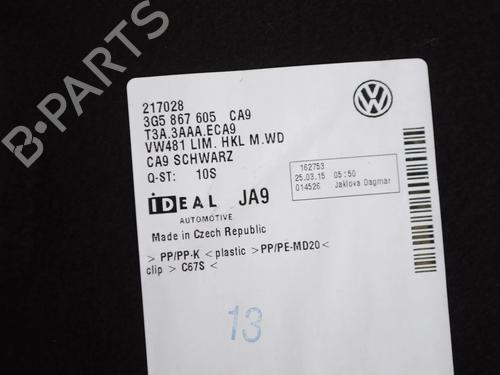 217028
3G5 867 605 CA9
T3A.3AAA.ECA9
VW481 LIM. HKL M.WD
CA9 SCHWARZ
Q-ST: 10S
162753
25.03.15 05:50
014526 Jaklova Dagmar
iDEAL JA9
AUTOMOTIVE
Made in Czech Republic
> PP/PP-K < plastic > PP/PE-MD20 <
clip > C67S <
13
B-PARTS